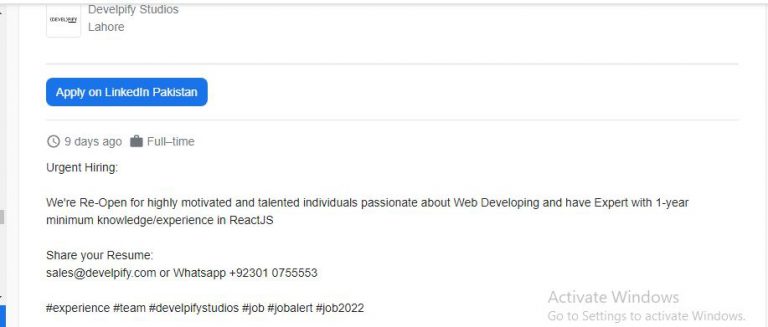 Develpify Studios
Lahore
Apply on LinkedIn Pakistan
9 days ago Full–time
Urgent Hiring:
We're Re-Open for highly motivated and talented individuals passionate about Web Developing and have Expert with 1-year
minimum knowledge/experience in ReactJS
Share your Resume:
sales@develpify.com or Whatsapp +92301 0755553
#experience #team #develpifystudios #job #jobalert #job2022
Activate Windows
Go to Settings to activate Windows.